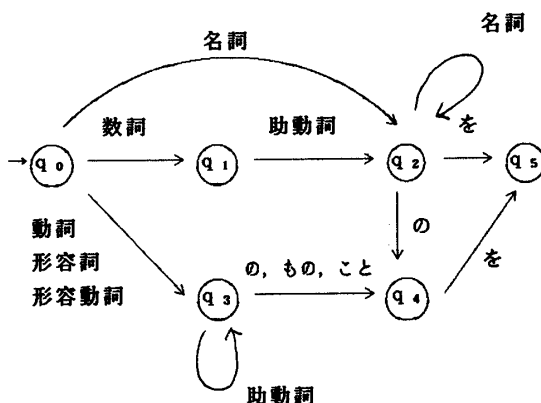 名詞
名詞
数詞
助動詞
を
q₀
q₁
q₂
q₅
の
を
動詞
形容詞
形容動詞
の, もの, こと
q₃
q₄
助動詞